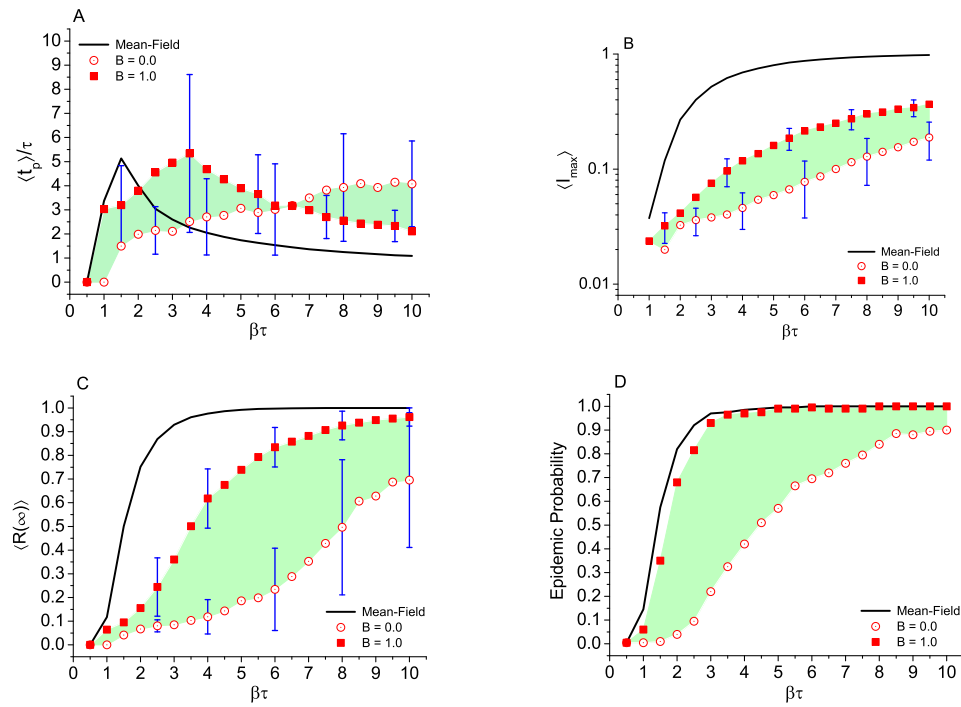 A
⟨t_p⟩/τ
10
9
8
7
6
5
4
3
2
1
0
Mean-Field
B = 0.0
B = 1.0
0 1 2 3 4 5 6 7 8 9 10
βτ
B
⟨I_max⟩
1
0.1
0.01
Mean-Field
B = 0.0
B = 1.0
0 1 2 3 4 5 6 7 8 9 10
βτ
C
⟨R(∞)⟩
1.0
0.9
0.8
0.7
0.6
0.5
0.4
0.3
0.2
0.1
0.0
Mean-Field
B = 0.0
B = 1.0
0 1 2 3 4 5 6 7 8 9 10
βτ
D
Epidemic Probability
1.0
0.9
0.8
0.7
0.6
0.5
0.4
0.3
0.2
0.1
0.0
Mean-Field
B = 0.0
B = 1.0
0 1 2 3 4 5 6 7 8 9 10
βτ